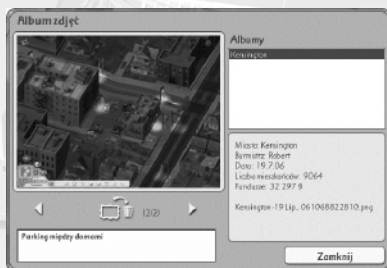 Album zdjęć
Albumy
Kensington
Miasto: Kensington
Burmistrz: Robert
Data: 19.7.06
Liczba mieszkańców: 9064
Fundusze: 32 297 §
Kensington-19 Lip., 061068822810.png
12(2)
Parking między domami
Zamknij